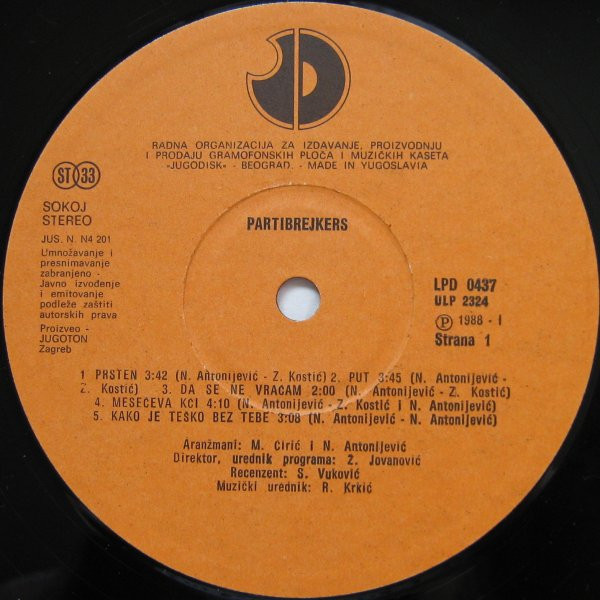 RADNA ORGANIZACIJA ZA IZDAVANJE, PROIZVODNJU
I PRODAJU GRAMOFONSKIH PLOČA I MUZIČKIH KASETA
-JUGODISK- - BEOGRAD. - MADE IN YUGOSLAVIA
ST 33
SOKOJ
STEREO
JUS. N. N4 201
Umnožavanje i
presnimavanje
zabranjeno -
Javno izvođenje
i emitovanje
podleže zaštiti
autorskih prava
Proizveo -
JUGOTON
Zagreb
PARTIBREJKERS
LPD 0437
ULP 2324
Ⓟ 1988 - I
Strana 1
1 PRSTEN 3:42 (N. Antonijević - Z. Kostić) 2. PUT 3:45 (N. Antonijević -
Z. Kostić) 3. DA SE NE VRAĆAM 2:00 (N. Antonijević - Z. Kostić)
4. MESEČEVA KĆI 4:10 (N. Antonijević - Z. Kostić i N. Antonijević)
5. KAKO JE TEŠKO BEZ TEBE 3:08 (N. Antonijević - N. Antonijević)
Aranžmani: M. Cirić i N. Antonijević
Direktor, urednik programa: Ž. Jovanović
Recenzent: S. Vuković
Muzički urednik: R. Krkić